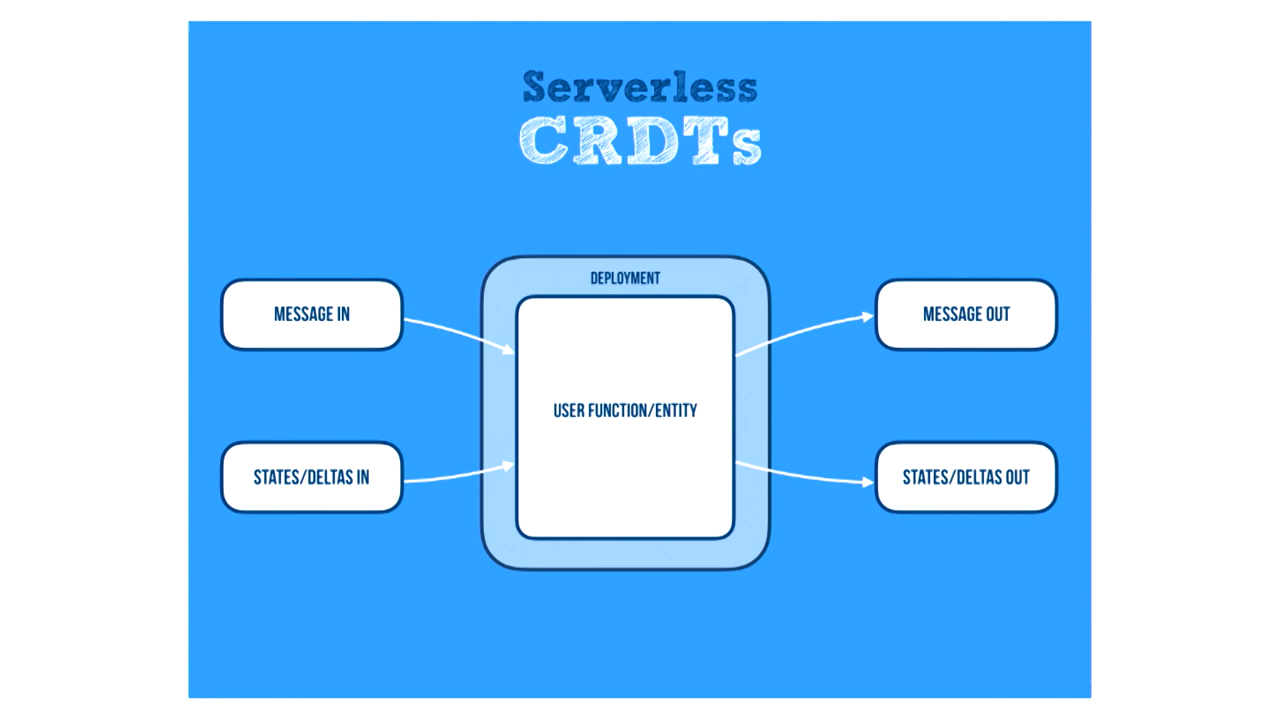 Serverless
CRDTs
DEPLOYMENT
MESSAGE IN
MESSAGE OUT
USER FUNCTION/ENTITY
STATES/DELTAS IN
STATES/DELTAS OUT